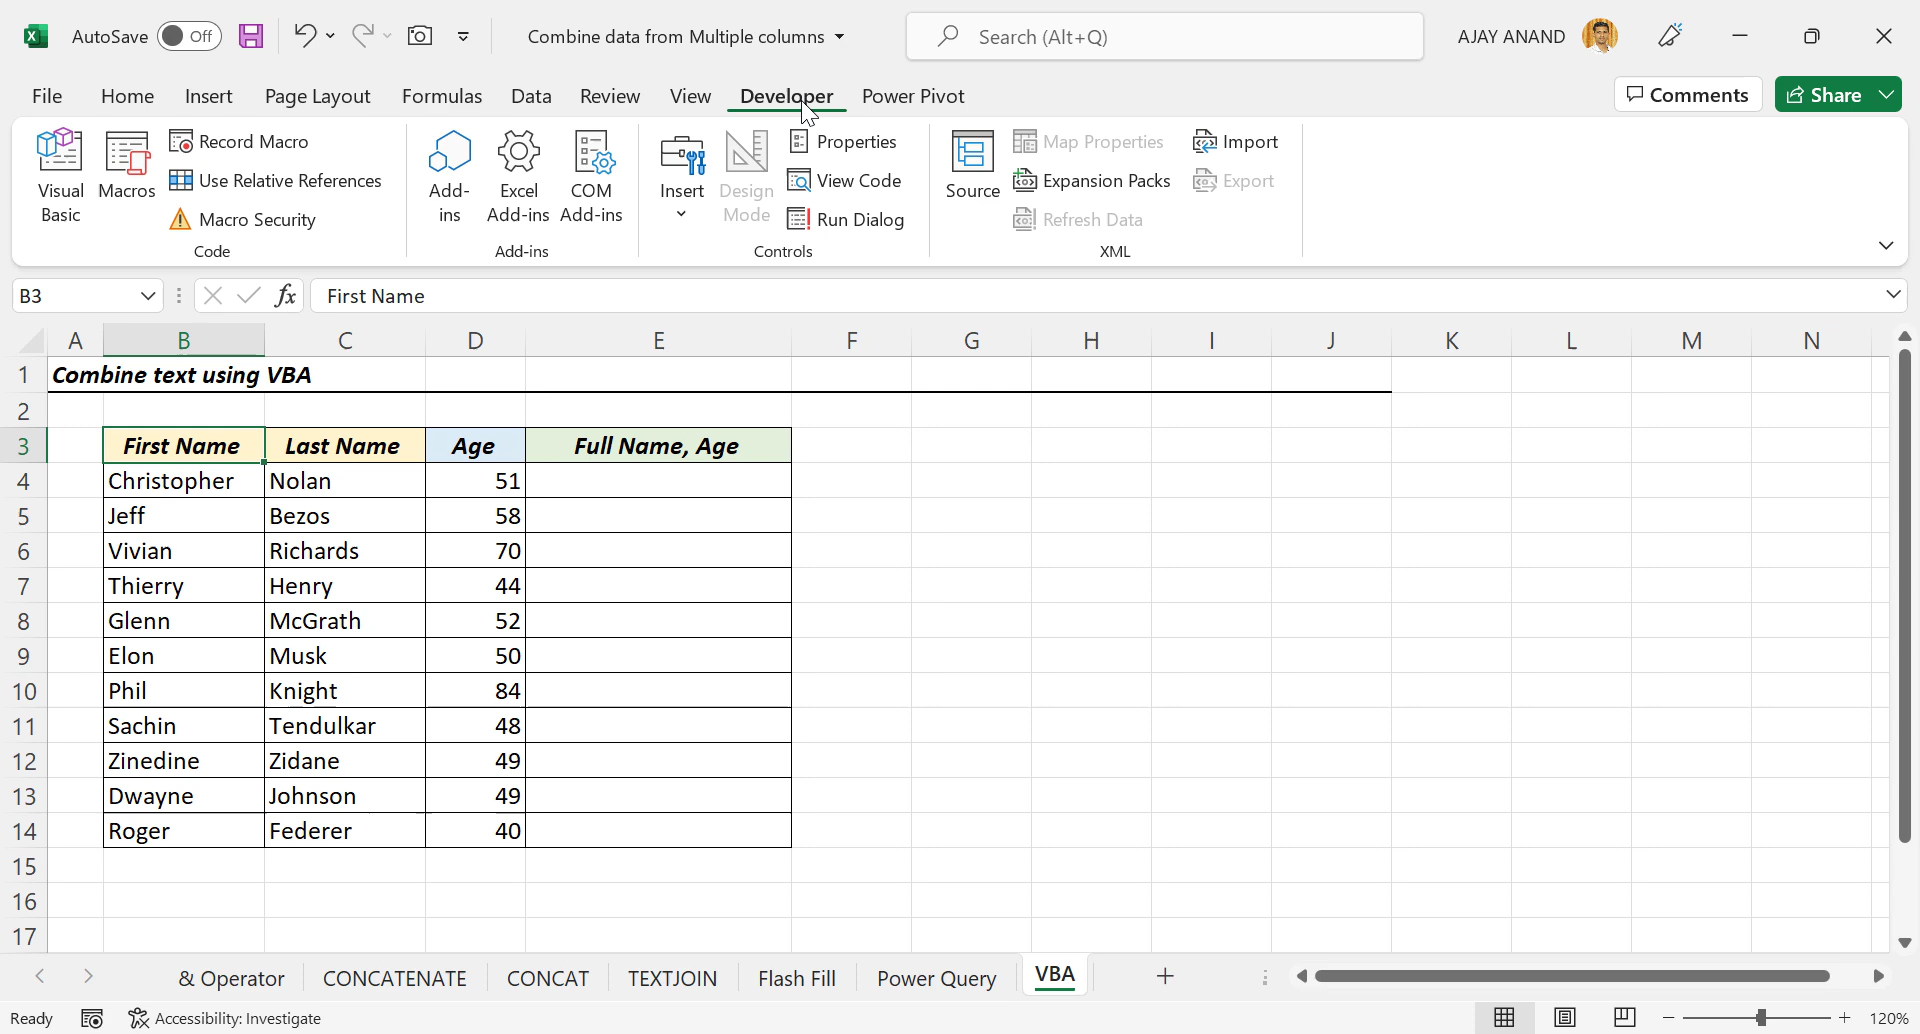 AutoSave Off Combine data from Multiple columns Search (Alt+Q) AJAY ANAND
File Home Insert Page Layout Formulas Data Review View Developer Power Pivot Comments Share
Visual Basic
Macros
Record Macro
Use Relative References
Macro Security
Code
Add-ins
Excel Add-ins
COM Add-ins
Add-ins
Insert
Design Mode
Properties
View Code
Run Dialog
Controls
Source
Map Properties
Expansion Packs
Refresh Data
Import
Export
XML
B3 fx First Name
A B C D E F G H I J K L M N
1 Combine text using VBA
2
3 First Name Last Name Age Full Name, Age
4 Christopher Nolan 51
5 Jeff Bezos 58
6 Vivian Richards 70
7 Thierry Henry 44
8 Glenn McGrath 52
9 Elon Musk 50
10 Phil Knight 84
11 Sachin Tendulkar 48
12 Zinedine Zidane 49
13 Dwayne Johnson 49
14 Roger Federer 40
15
16
17
& Operator CONCATENATE CONCAT TEXTJOIN Flash Fill Power Query VBA
Ready Accessibility: Investigate 120%